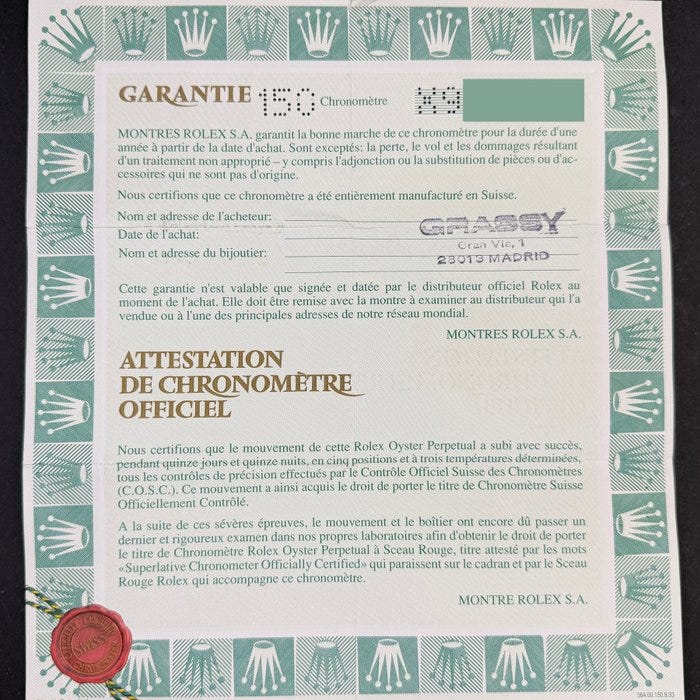 GARANTIE 150 Chronomètre
MONTRES ROLEX S.A. garantit la bonne marche de ce chronomètre pour la durée d'une
année à partir de la date d'achat. Sont exceptés: la perte, le vol et les dommages résultant
d'un traitement non approprié – y compris l'adjonction ou la substitution de pièces ou d'ac-
cessoires qui ne sont pas d'origine.
Nous certifions que ce chronomètre a été entièrement manufacturé en Suisse.
Nom et adresse de l'acheteur:
Date de l'achat:
Nom et adresse du bijoutier:
GRASSY
Gran Via, 1
28013 MADRID
Cette garantie n'est valable que signée et datée par le distributeur officiel Rolex au
moment de l'achat. Elle doit être remise avec la montre à examiner au distributeur qui l'a
vendue ou à l'une des principales adresses de notre réseau mondial.
MONTRES ROLEX S.A.
ATTESTATION
DE CHRONOMÈTRE
OFFICIEL
Nous certifions que le mouvement de cette Rolex Oyster Perpetual a subi avec succès,
pendant quinze jours et quinze nuits, en cinq positions et à trois températures déterminées,
tous les contrôles de précision effectués par le Contrôle Officiel Suisse des Chronomètres
(C.O.S.C.). Ce mouvement a ainsi acquis le droit de porter le titre de Chronomètre Suisse
Officiellement Contrôlé.
A la suite de ces sévères épreuves, le mouvement et le boîtier ont encore dû passer un
dernier et rigoureux examen dans nos propres laboratoires afin d'obtenir le droit de porter
le titre de Chronomètre Rolex Oyster Perpetual à Sceau Rouge, titre attesté par les mots
«Superlative Chronometer Officially Certified» qui paraissent sur le cadran et par le Sceau
Rouge Rolex qui accompagne ce chronomètre.
MONTRE ROLEX S.A.
SWISS
564.00.150.8.93